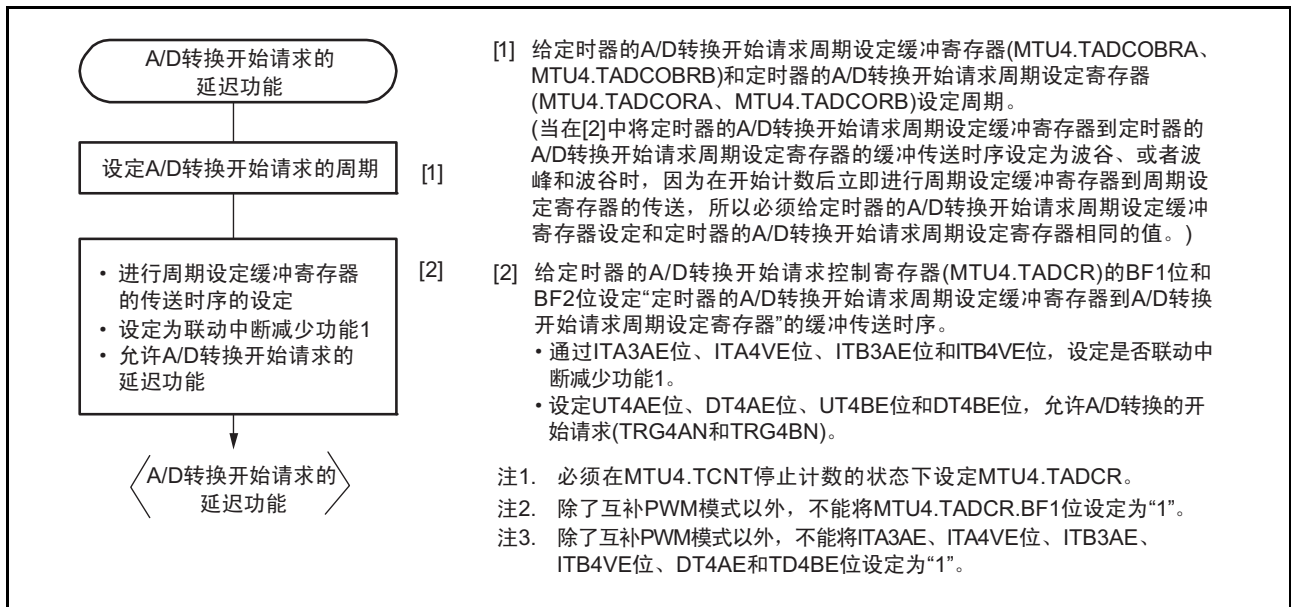 A/D转换开始请求的
延迟功能
设定A/D转换开始请求的周期
[1]
• 进行周期设定缓冲寄存器
的传送时序的设定
• 设定为联动中断减少功能1
• 允许A/D转换开始请求的
延迟功能
[2]
A/D转换开始请求的
延迟功能
[1] 给定时器的A/D转换开始请求周期设定缓冲寄存器(MTU4.TADCOBRA、
MTU4.TADCOBRB)和定时器的A/D转换开始请求周期设定寄存器
(MTU4.TADCORA、MTU4.TADCORB)设定周期。
(当在[2]中将定时器的A/D转换开始请求周期设定缓冲寄存器到定时器的
A/D转换开始请求周期设定寄存器的缓冲传送时序设定为波谷、或者波
峰和波谷时，因为在开始计数后立即进行周期设定缓冲寄存器到周期设
定寄存器的传送，所以必须给定时器的A/D转换开始请求周期设定缓冲
寄存器设定和定时器的A/D转换开始请求周期设定寄存器相同的值。)
[2] 给定时器的A/D转换开始请求控制寄存器(MTU4.TADCR)的BF1位和
BF2位设定“定时器的A/D转换开始请求周期设定缓冲寄存器到A/D转换
开始请求周期设定寄存器”的缓冲传送时序。
• 通过ITA3AE位、ITA4VE位、ITB3AE位和ITB4VE位，设定是否联动中
断减少功能1。
• 设定UT4AE位、DT4AE位、UT4BE位和DT4BE位，允许A/D转换的开
始请求(TRG4AN和TRG4BN)。
注1. 必须在MTU4.TCNT停止计数的状态下设定MTU4.TADCR。
注2. 除了互补PWM模式以外，不能将MTU4.TADCR.BF1位设定为“1”。
注3. 除了互补PWM模式以外，不能将ITA3AE、ITA4VE位、ITB3AE、
ITB4VE位、DT4AE和TD4BE位设定为“1”。